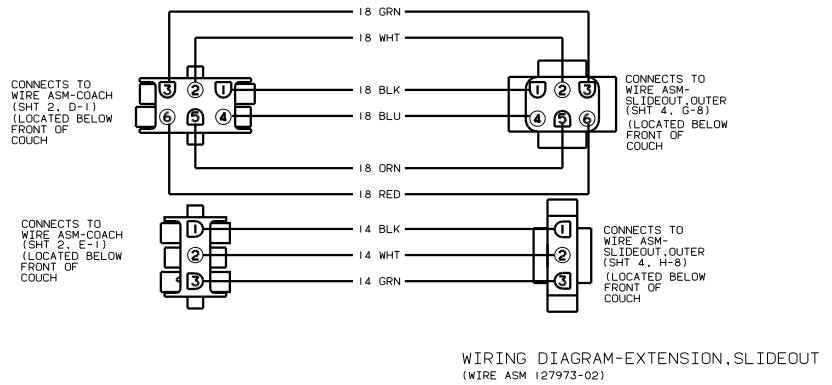 18 GRN
18 WHT
CONNECTS TO
WIRE ASM-COACH
(SHT 2, D-1)
(LOCATED BELOW
FRONT OF
COUCH
3 2 1
6 5 4
18 BLK
18 BLU
1 2 3
4 5 6
CONNECTS TO
WIRE ASM-
SLIDEOUT,OUTER
(SHT 4, G-8)
(LOCATED BELOW
FRONT OF
COUCH
18 ORN
18 RED
CONNECTS TO
WIRE ASM-COACH
(SHT 2, E-1)
(LOCATED BELOW
FRONT OF
COUCH
1
2
3
14 BLK
14 WHT
14 GRN
1
2
3
CONNECTS TO
WIRE ASM-
SLIDEOUT,OUTER
(SHT 4, H-8)
(LOCATED BELOW
FRONT OF
COUCH
WIRING DIAGRAM-EXTENSION,SLIDEOUT
(WIRE ASM 127973-02)